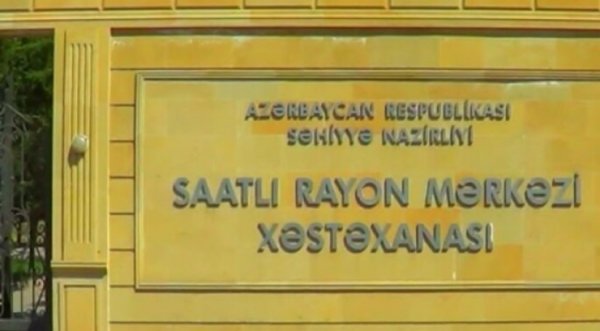 AZƏRBAYCAN RESPUBLİKASI
SƏHİYYƏ NAZİRLİYİ
SAATLI RAYON MƏRKƏZİ
XƏSTƏXANASI